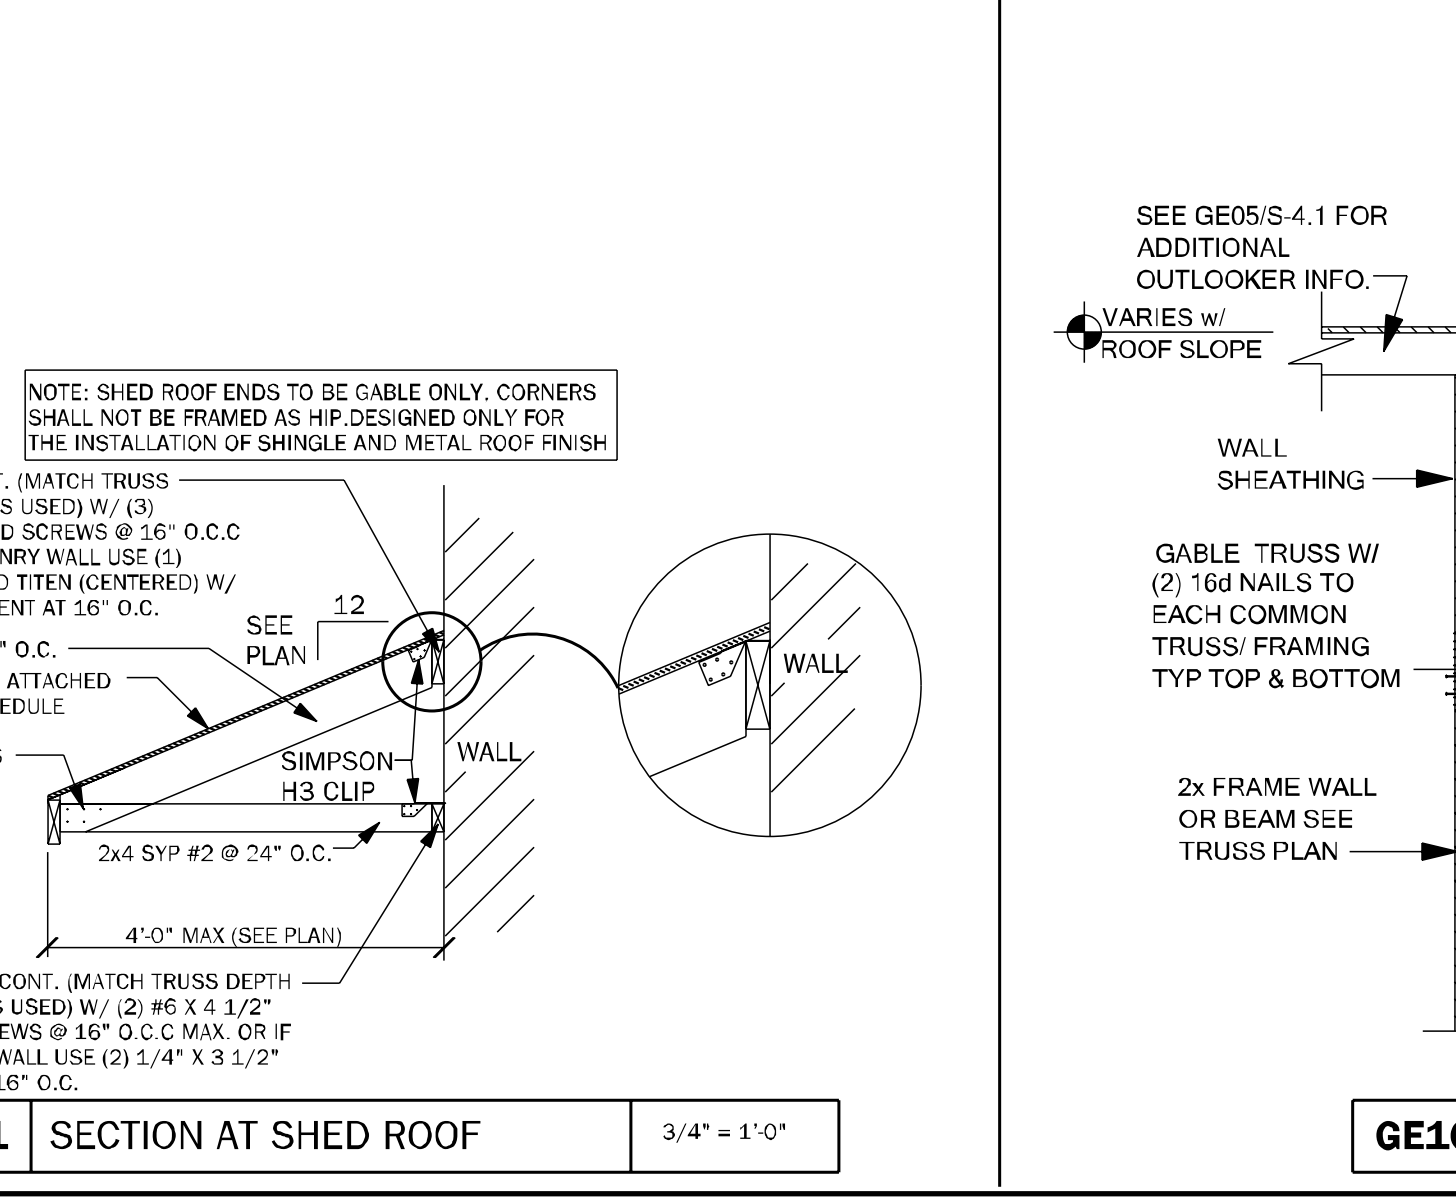 NOTE: SHED ROOF ENDS TO BE GABLE ONLY. CORNERS
SHALL NOT BE FRAMED AS HIP.DESIGNED ONLY FOR
THE INSTALLATION OF SHINGLE AND METAL ROOF FINISH
(MATCH TRUSS
USED) W/ (3)
SCREWS @ 16" O.C.C
WALL USE (1)
TITEN (CENTERED) W/
AT 16" O.C.
O.C.
ATTACHED
SEE
PLAN
12
SIMPSON
H3 CLIP
WALL
WALL
2x4 SYP #2 @ 24" O.C.
4'-0" MAX (SEE PLAN)
CONT. (MATCH TRUSS DEPTH
USED) W/ (2) #6 X 4 1/2"
@ 16" O.C.C MAX. OR IF
WALL USE (2) 1/4" X 3 1/2"
16" O.C.
SECTION AT SHED ROOF
3/4" = 1'-0"
SEE GE05/S-4.1 FOR
ADDITIONAL
OUTLOOKER INFO.
VARIES w/
ROOF SLOPE
WALL
SHEATHING
GABLE TRUSS W/
(2) 16d NAILS TO
EACH COMMON
TRUSS/ FRAMING
TYP TOP & BOTTOM
2x FRAME WALL
OR BEAM SEE
TRUSS PLAN